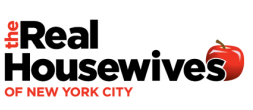 the Real
Housewives
OF NEW YORK CITY